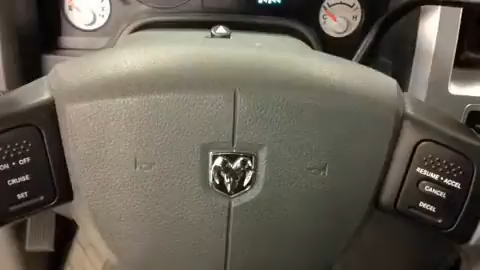 ON • OFF
CRUISE
SET
RESUME • ACCEL
CANCEL
DECEL